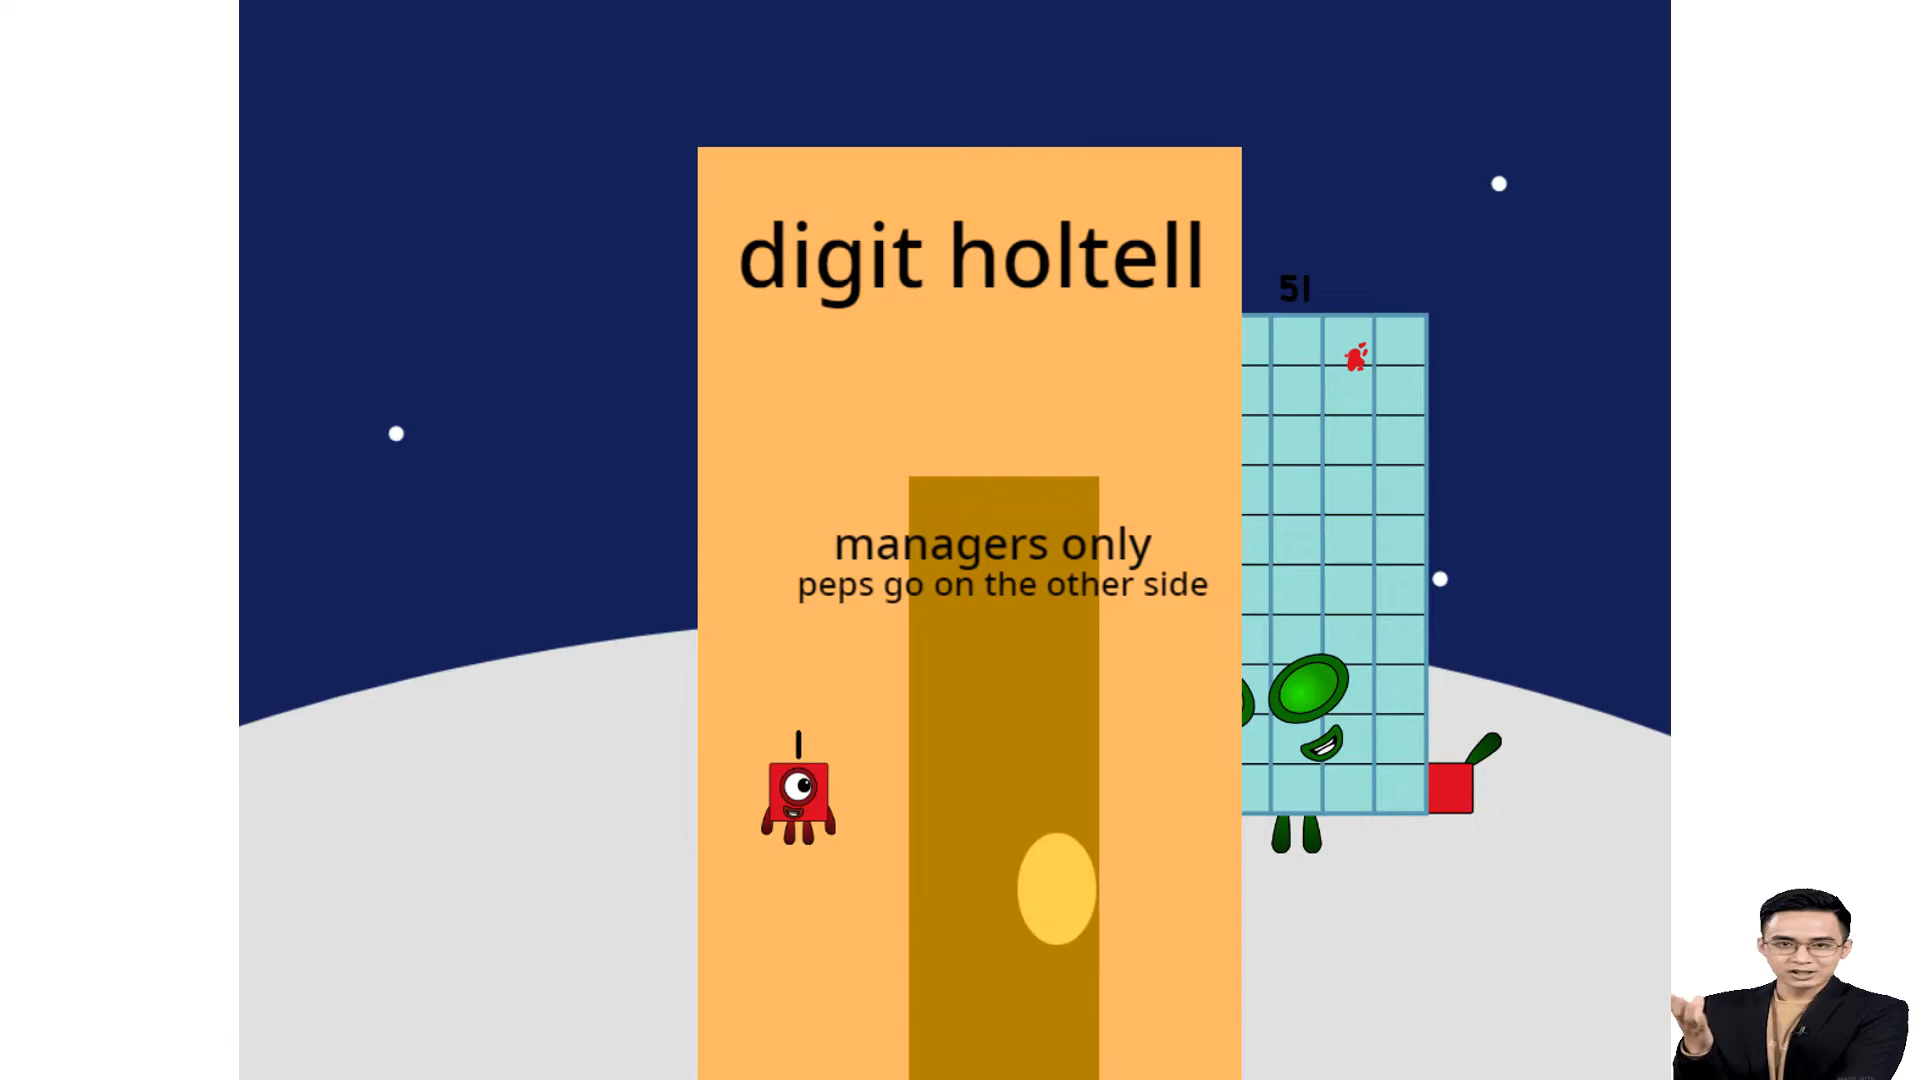 digit holtell
51
managers only
peps go on the other side
1